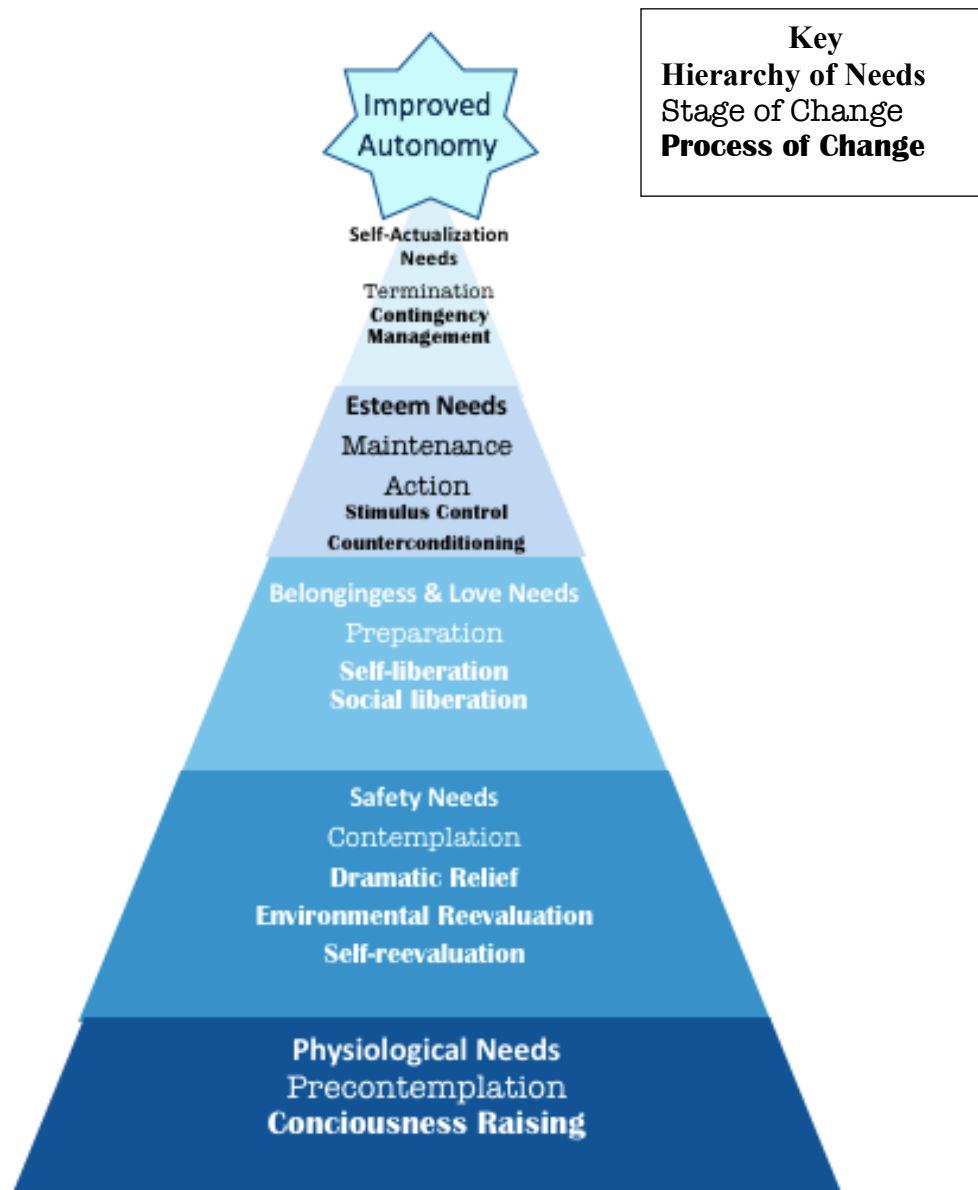 Key
Hierarchy of Needs
Stage of Change
Process of Change
Improved
Autonomy
Self-Actualization
Needs
Termination
Contingency
Management
Esteem Needs
Maintenance
Action
Stimulus Control
Counterconditioning
Belongingess & Love Needs
Preparation
Self-liberation
Social liberation
Safety Needs
Contemplation
Dramatic Relief
Environmental Reevaluation
Self-reevaluation
Physiological Needs
Precontemplation
Conciousness Raising